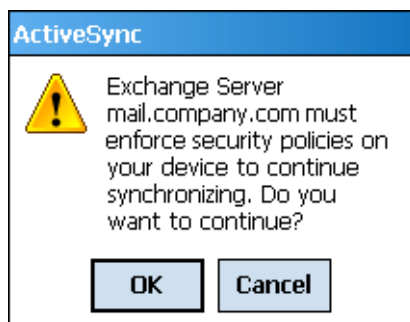 ActiveSync
Exchange Server
mail.company.com must
enforce security policies on
your device to continue
synchronizing. Do you
want to continue?
OK Cancel